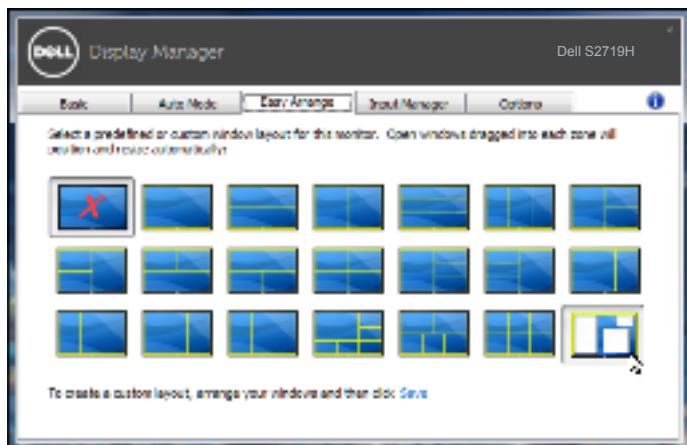 DELL Display Manager
Dell S2719H
Basic Auto Mode Easy Arrange Input Manager Options
Select a predefined or custom window layout for this monitor. Open windows dragged into each zone will
position and resize automatically:
To create a custom layout, arrange your windows and then click Save